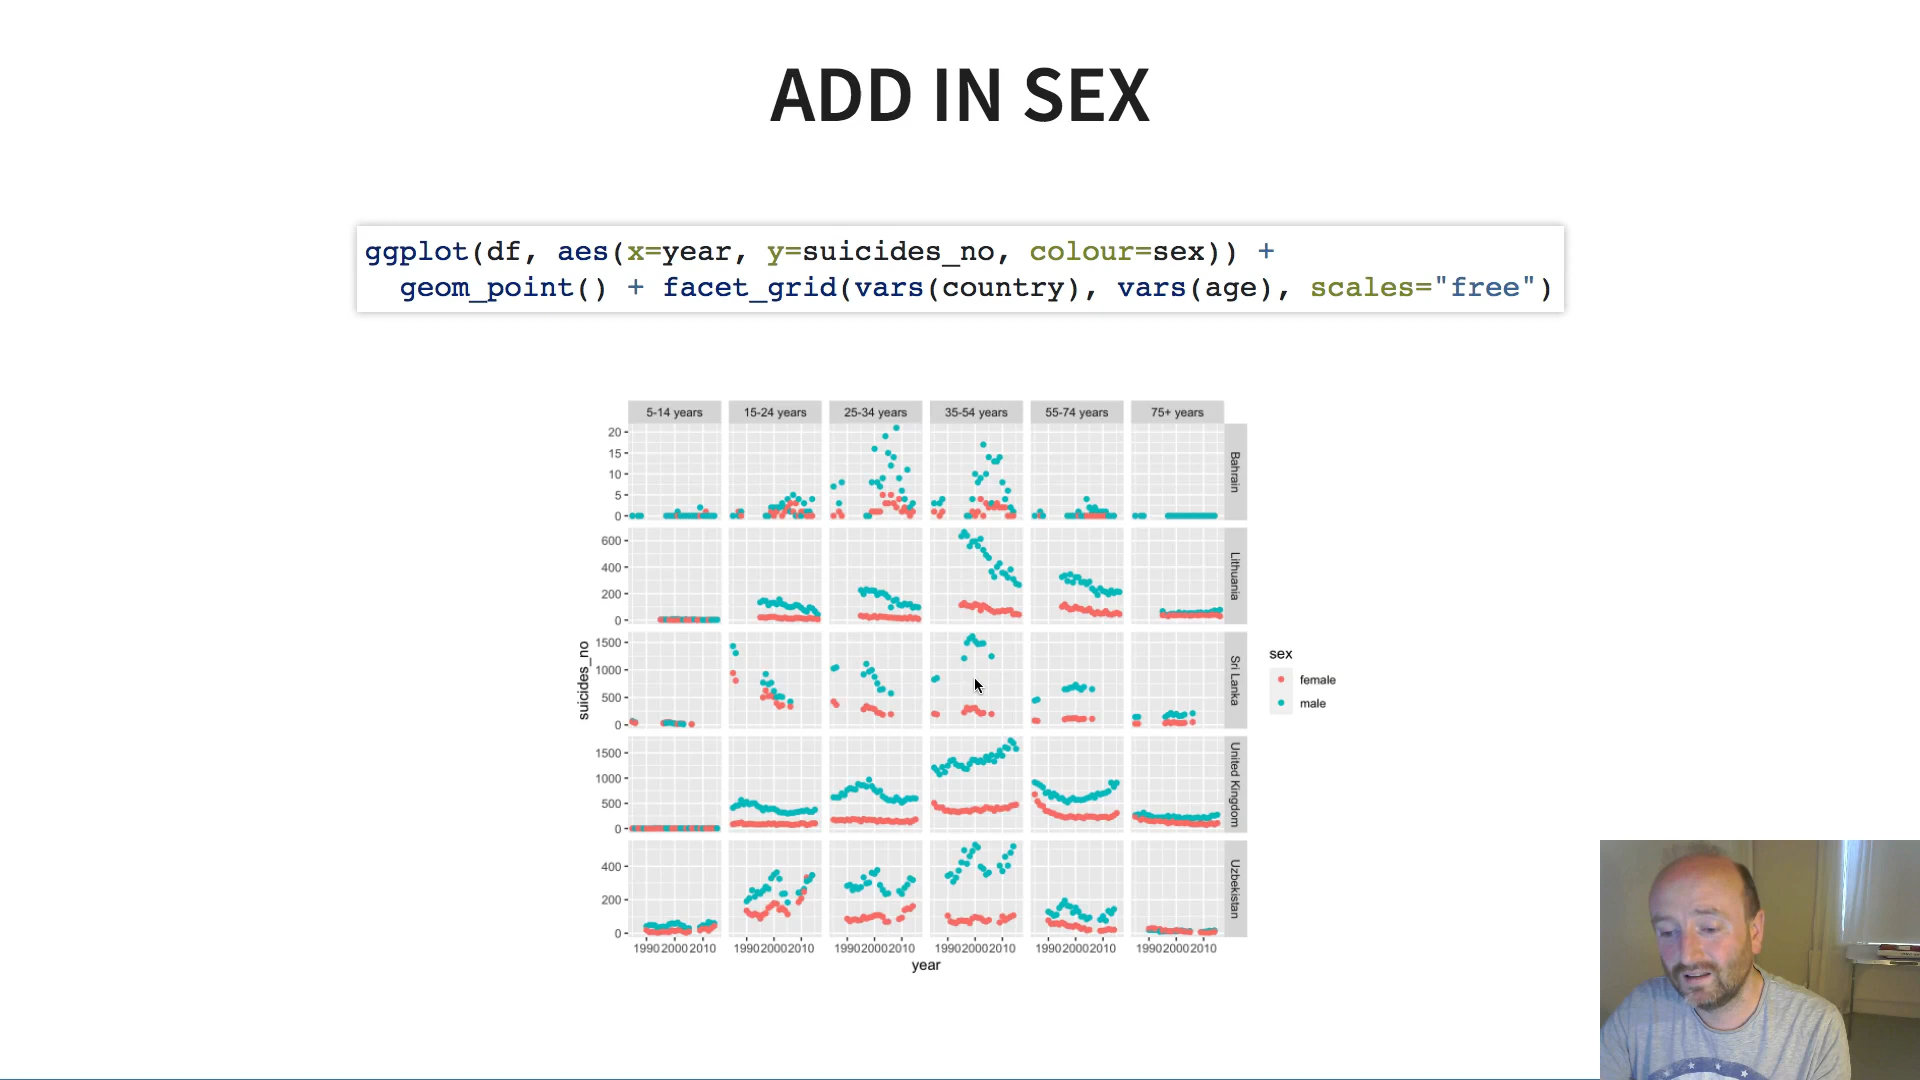 ADD IN SEX
ggplot(df, aes(x=year, y=suicides_no, colour=sex)) +
geom_point() + facet_grid(vars(country), vars(age), scales="free")
5-14 years 15-24 years 25-34 years 35-54 years 55-74 years 75+ years
20
15
10
5
0
Bahrain
600
400
200
0
Lithuania
1500
1000
500
0
Sri Lanka
1500
1000
500
0
United Kingdom
400
200
0
Uzbekistan
suicides_no
1990 2000 2010 1990 2000 2010 1990 2000 2010 1990 2000 2010 1990 2000 2010 1990 2000 2010
year
sex
female
male